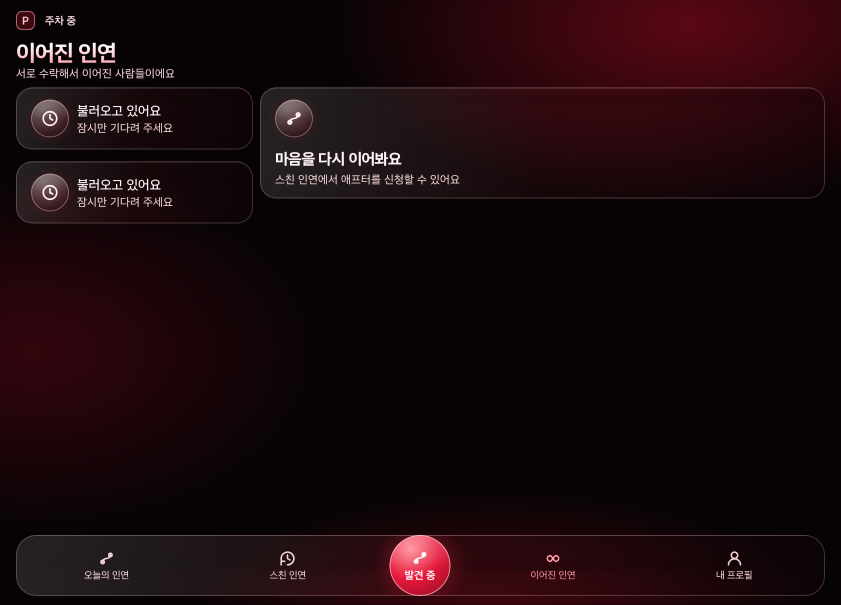 P 주차 중
이어진 인연
서로 수락해서 이어진 사람들이에요
불러오고 있어요
잠시만 기다려 주세요
불러오고 있어요
잠시만 기다려 주세요
마음을 다시 이어봐요
스친 인연에서 애프터를 신청할 수 있어요
오늘의 인연
스친 인연
발견 중
이어진 인연
내 프로필